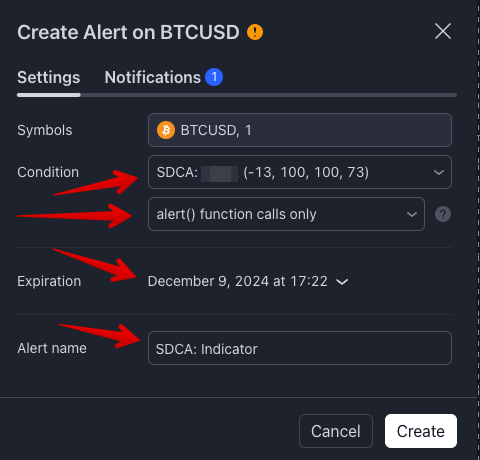 Create Alert on BTCUSD
Settings Notifications 1
Symbols BTCUSD, 1
Condition SDCA: (-13, 100, 100, 73)
alert() function calls only ?
Expiration December 9, 2024 at 17:22
Alert name SDCA: Indicator
Cancel Create